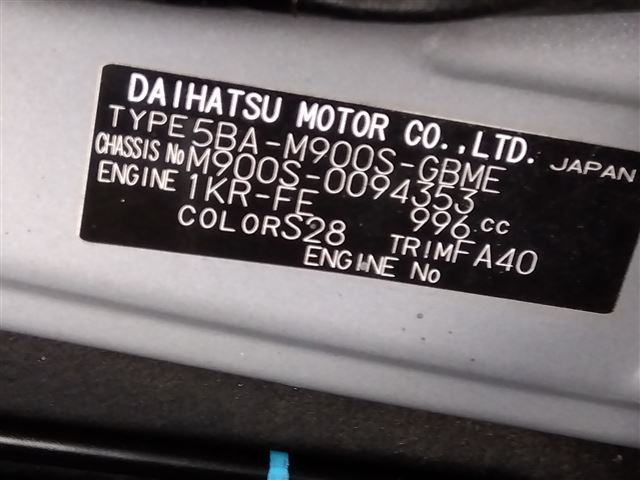 DAIHATSU MOTOR CO.,LTD. JAPAN
TYPE 5BA-M900S-GBME
CHASSIS No M900S-0094353
ENGINE 1KR-FE 996 cc
COLOR S28 TRIM FA40
ENGINE No